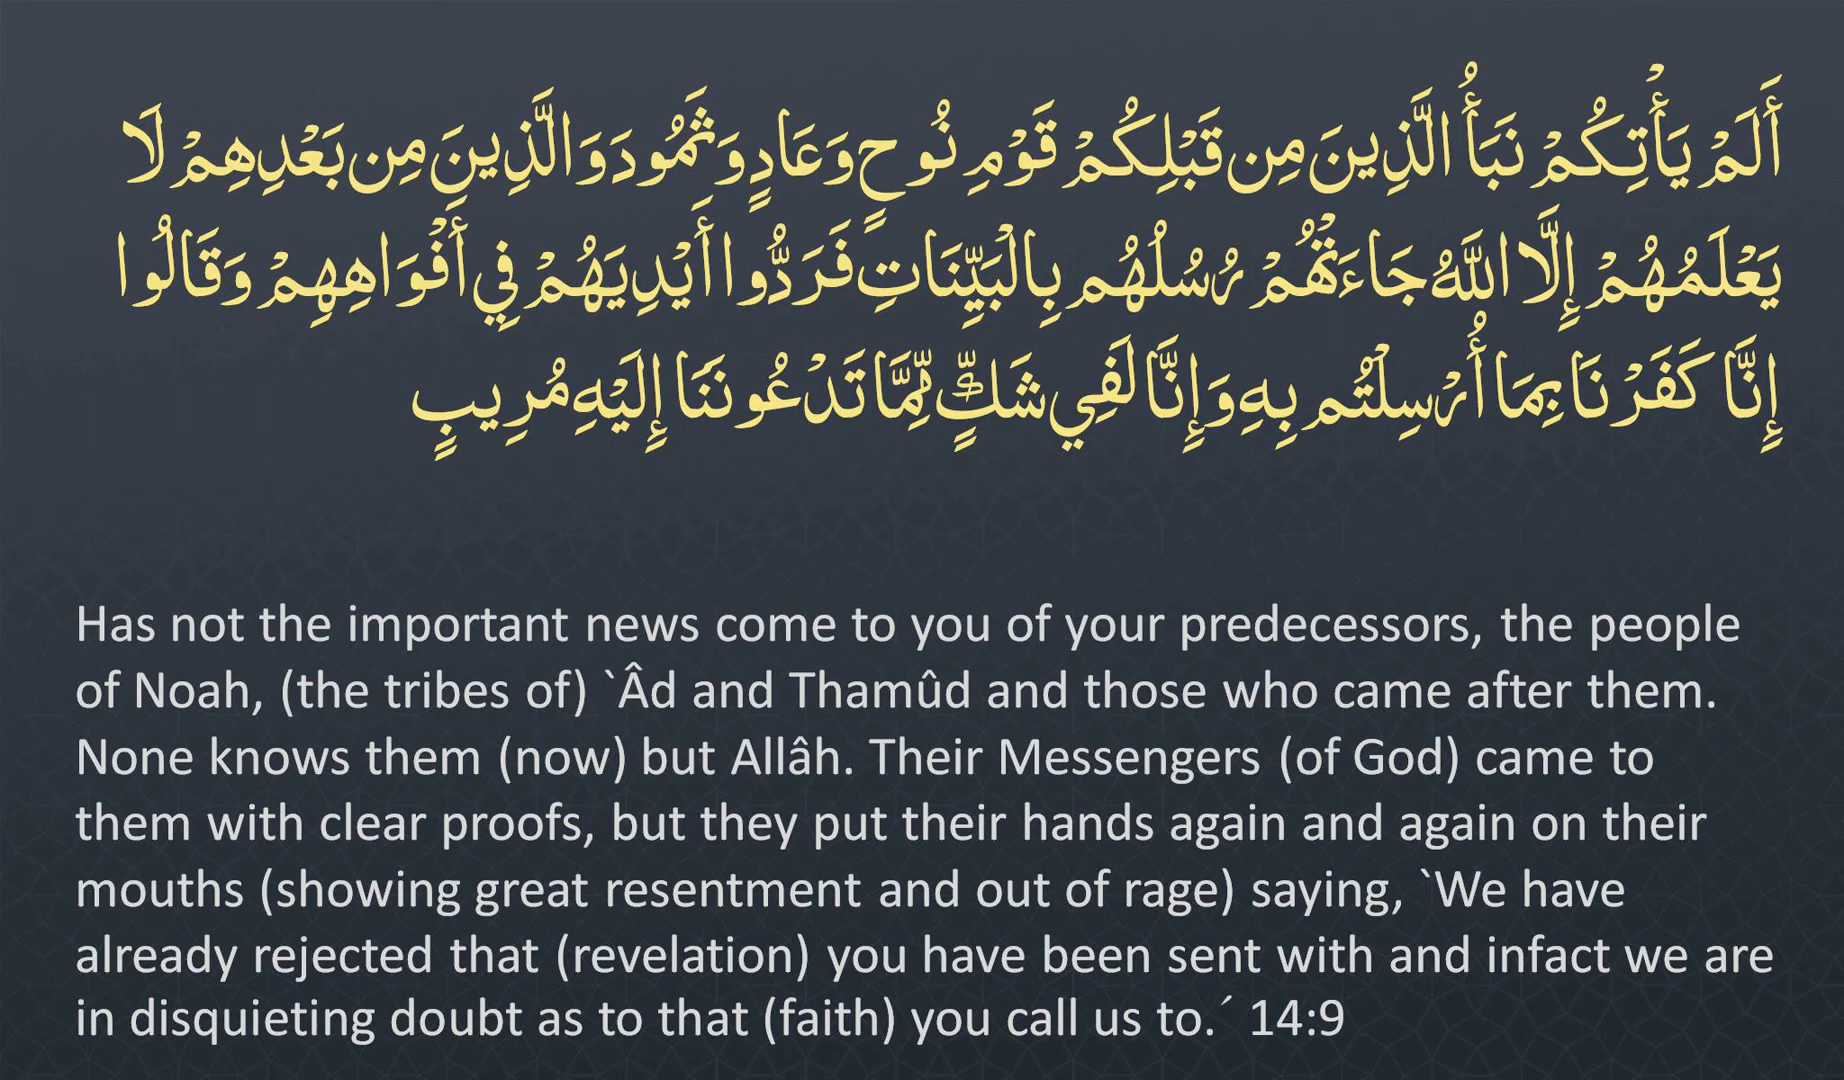 أَلَمْ يَأْتِكُمْ نَبَأُ الَّذِينَ مِن قَبْلِكُمْ قَوْمِ نُوحٍ وَعَادٍ وَثَمُودَ وَالَّذِينَ مِن بَعْدِهِمْ لَا
يَعْلَمُهُمْ إِلَّا اللَّهُ جَاءَتْهُمْ رُسُلُهُم بِالْبَيِّنَاتِ فَرَدُّوا أَيْدِيَهُمْ فِي أَفْوَاهِهِمْ وَقَالُوا
إِنَّا كَفَرْنَا بِمَا أُرْسِلْتُم بِهِ وَإِنَّا لَفِي شَكٍّ مِّمَّا تَدْعُونَنَا إِلَيْهِ مُرِيبٍ
Has not the important news come to you of your predecessors, the people
of Noah, (the tribes of) `Âd and Thamûd and those who came after them.
None knows them (now) but Allâh. Their Messengers (of God) came to
them with clear proofs, but they put their hands again and again on their
mouths (showing great resentment and out of rage) saying, `We have
already rejected that (revelation) you have been sent with and infact we are
in disquieting doubt as to that (faith) you call us to.´ 14:9